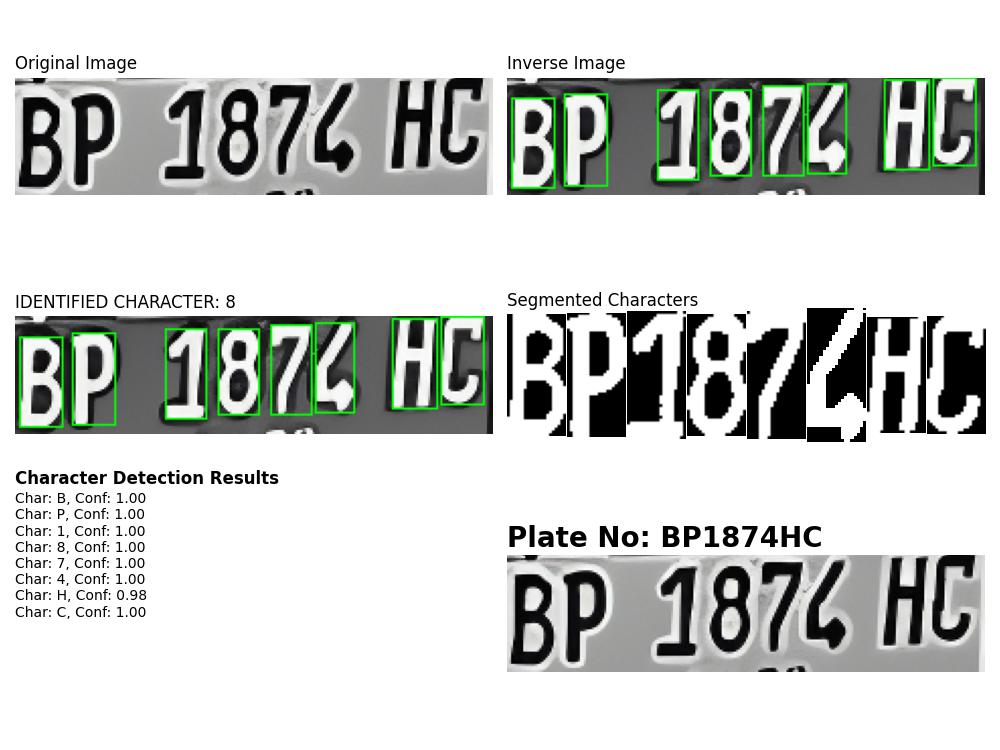 Original Image
BP 1874 HC
Inverse Image
BP 1874 HC
IDENTIFIED CHARACTER: 8
BP 1874 HC
Segmented Characters
BP1874HC
Character Detection Results
Char: B, Conf: 1.00
Char: P, Conf: 1.00
Char: 1, Conf: 1.00
Char: 8, Conf: 1.00
Char: 7, Conf: 1.00
Char: 4, Conf: 1.00
Char: H, Conf: 0.98
Char: C, Conf: 1.00
Plate No: BP1874HC
BP 1874 HC